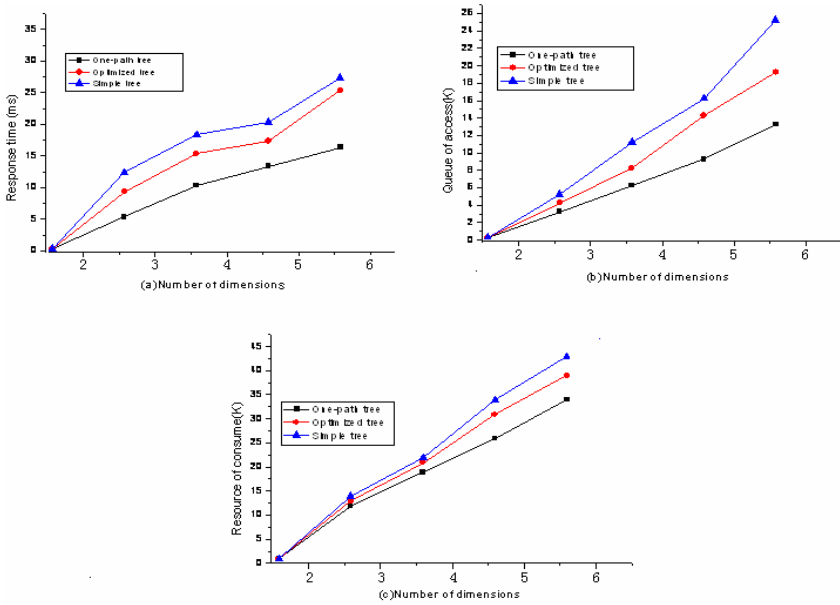 35
30
25
20
15
10
5
0
Response time (ms)
One-path tree
Optimized tree
Simple tree
2 3 4 5 6
(a)Number of dimensions
26
24
22
20
18
16
14
12
10
8
6
4
2
0
Queue of access(K)
One-path tree
Optimized tree
Simple tree
2 3 4 5 6
(b)Number of dimensions
45
40
35
30
25
20
15
10
5
0
Resource of consume(K)
One-path tree
Optimized tree
Simple tree
2 3 4 5 6
(c)Number of dimensions